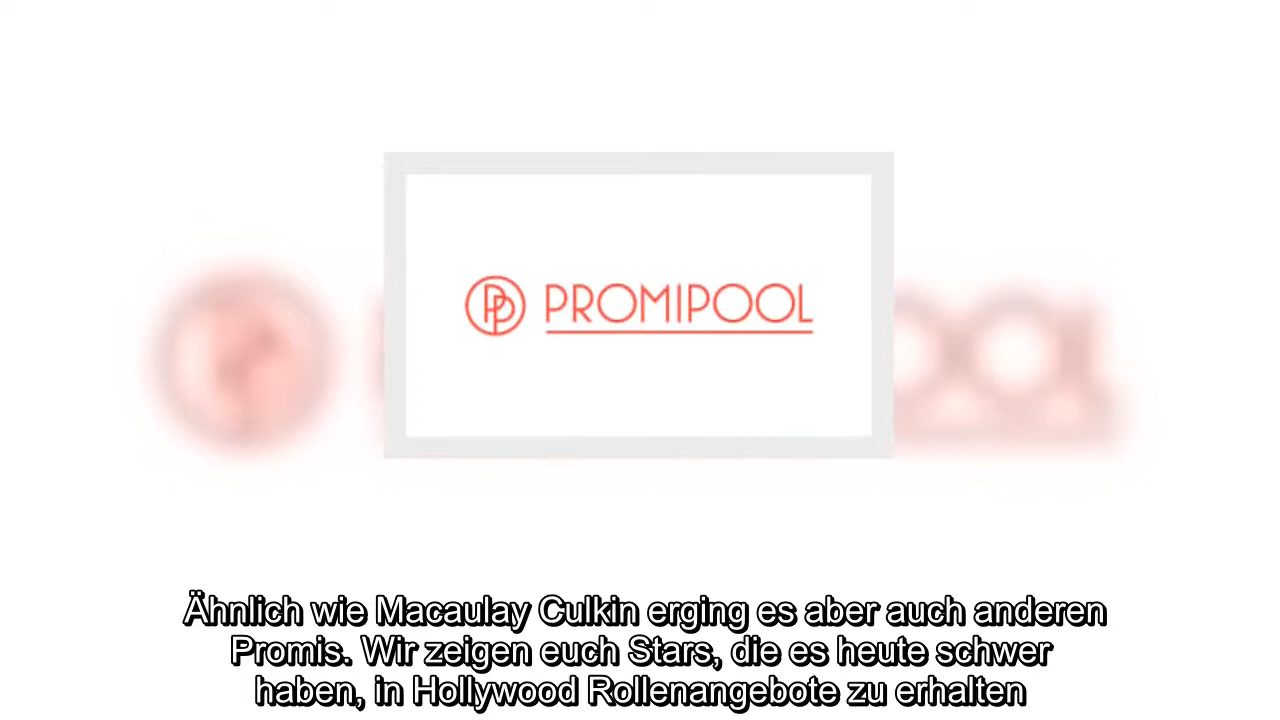 PROMIPOOL
Ähnlich wie Macaulay Culkin erging es aber auch anderen
Promis. Wir zeigen euch Stars, die es heute schwer
haben, in Hollywood Rollenangebote zu erhalten